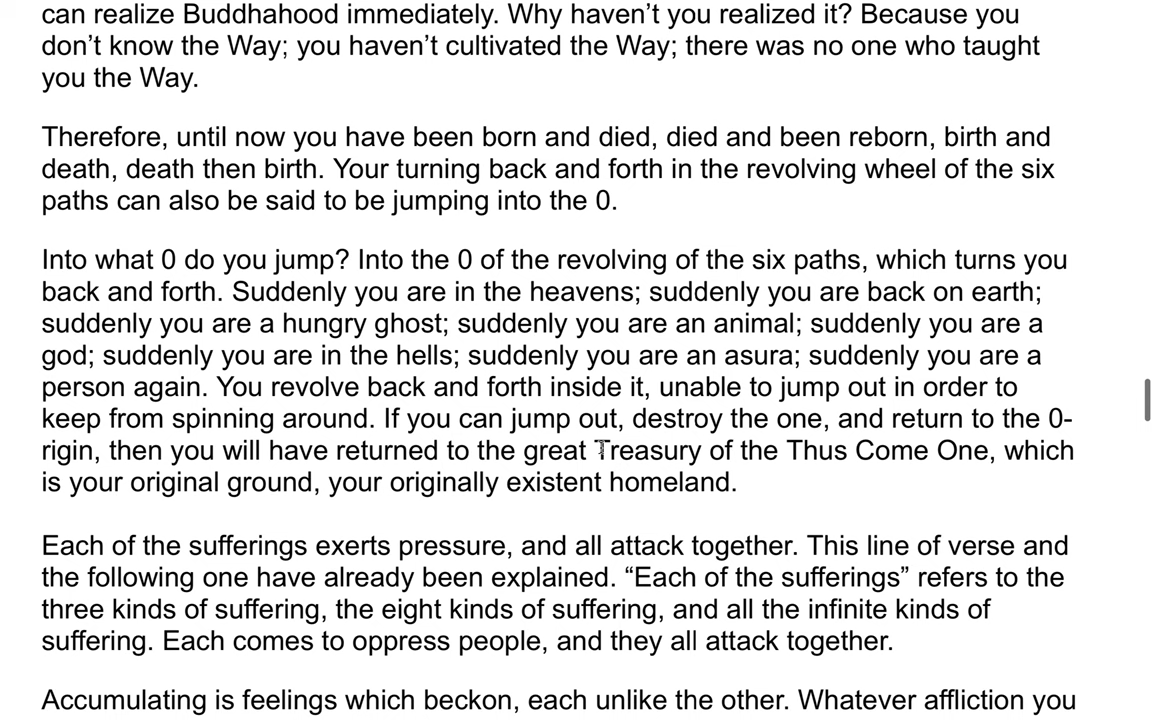 can realize Buddhahood immediately. Why haven’t you realized it? Because you
don’t know the Way; you haven’t cultivated the Way; there was no one who taught
you the Way.
Therefore, until now you have been born and died, died and been reborn, birth and
death, death then birth. Your turning back and forth in the revolving wheel of the six
paths can also be said to be jumping into the 0.
Into what 0 do you jump? Into the 0 of the revolving of the six paths, which turns you
back and forth. Suddenly you are in the heavens; suddenly you are back on earth;
suddenly you are a hungry ghost; suddenly you are an animal; suddenly you are a
god; suddenly you are in the hells; suddenly you are an asura; suddenly you are a
person again. You revolve back and forth inside it, unable to jump out in order to
keep from spinning around. If you can jump out, destroy the one, and return to the 0-
rigin, then you will have returned to the great Treasury of the Thus Come One, which
is your original ground, your originally existent homeland.
Each of the sufferings exerts pressure, and all attack together. This line of verse and
the following one have already been explained. “Each of the sufferings” refers to the
three kinds of suffering, the eight kinds of suffering, and all the infinite kinds of
suffering. Each comes to oppress people, and they all attack together.
Accumulating is feelings which beckon, each unlike the other. Whatever affliction you